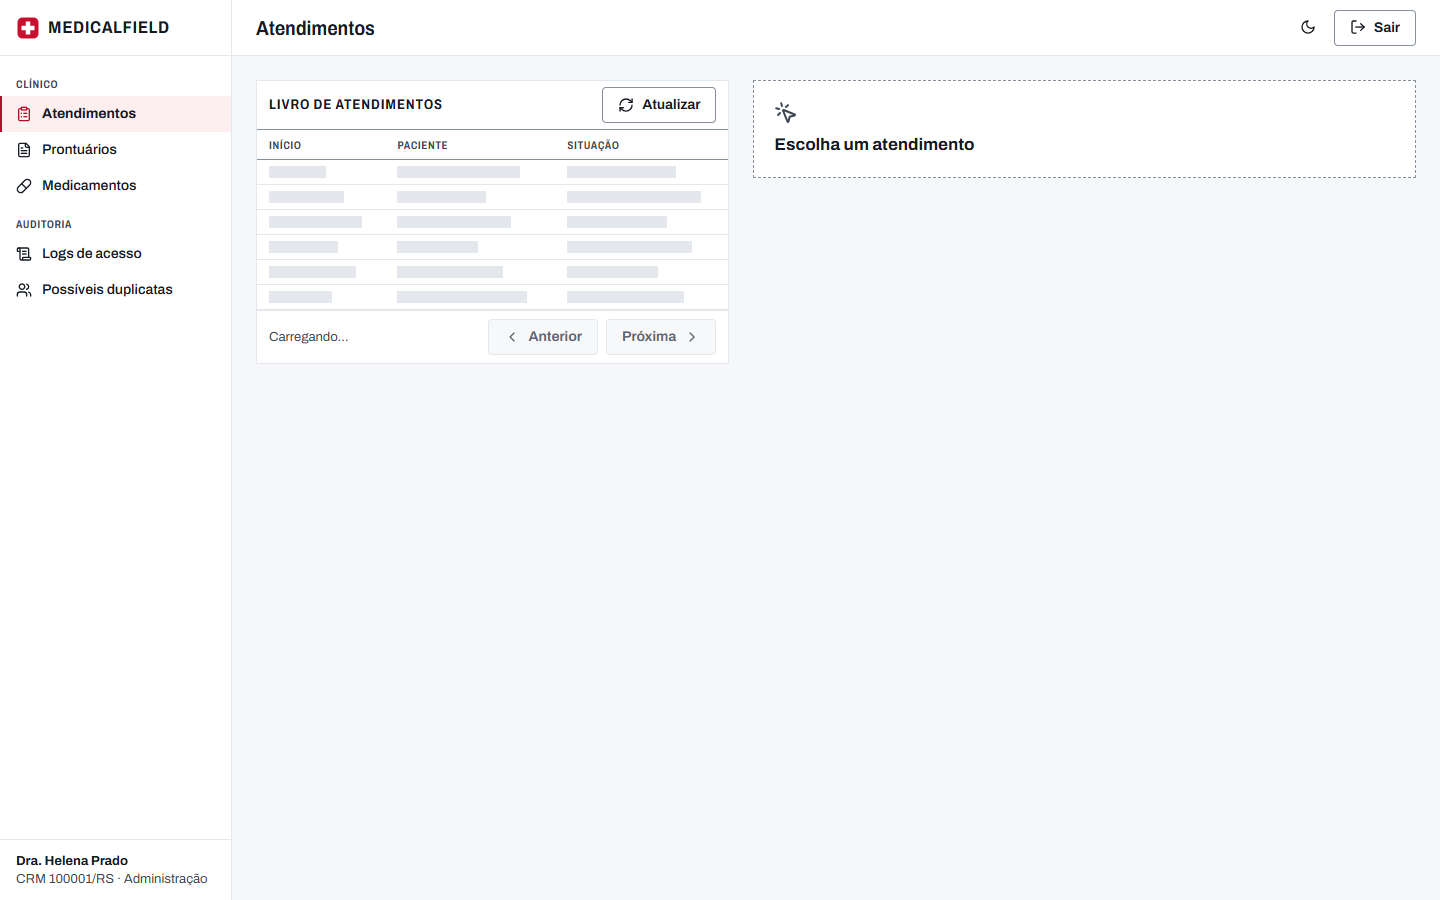 MEDICALFIELD
Atendimentos
Sair
CLÍNICO
Atendimentos
Prontuários
Medicamentos
AUDITORIA
Logs de acesso
Possíveis duplicatas
LIVRO DE ATENDIMENTOS
Atualizar
INÍCIO PACIENTE SITUAÇÃO
Carregando...
Anterior
Próxima
Escolha um atendimento
Dra. Helena Prado
CRM 100001/RS · Administração